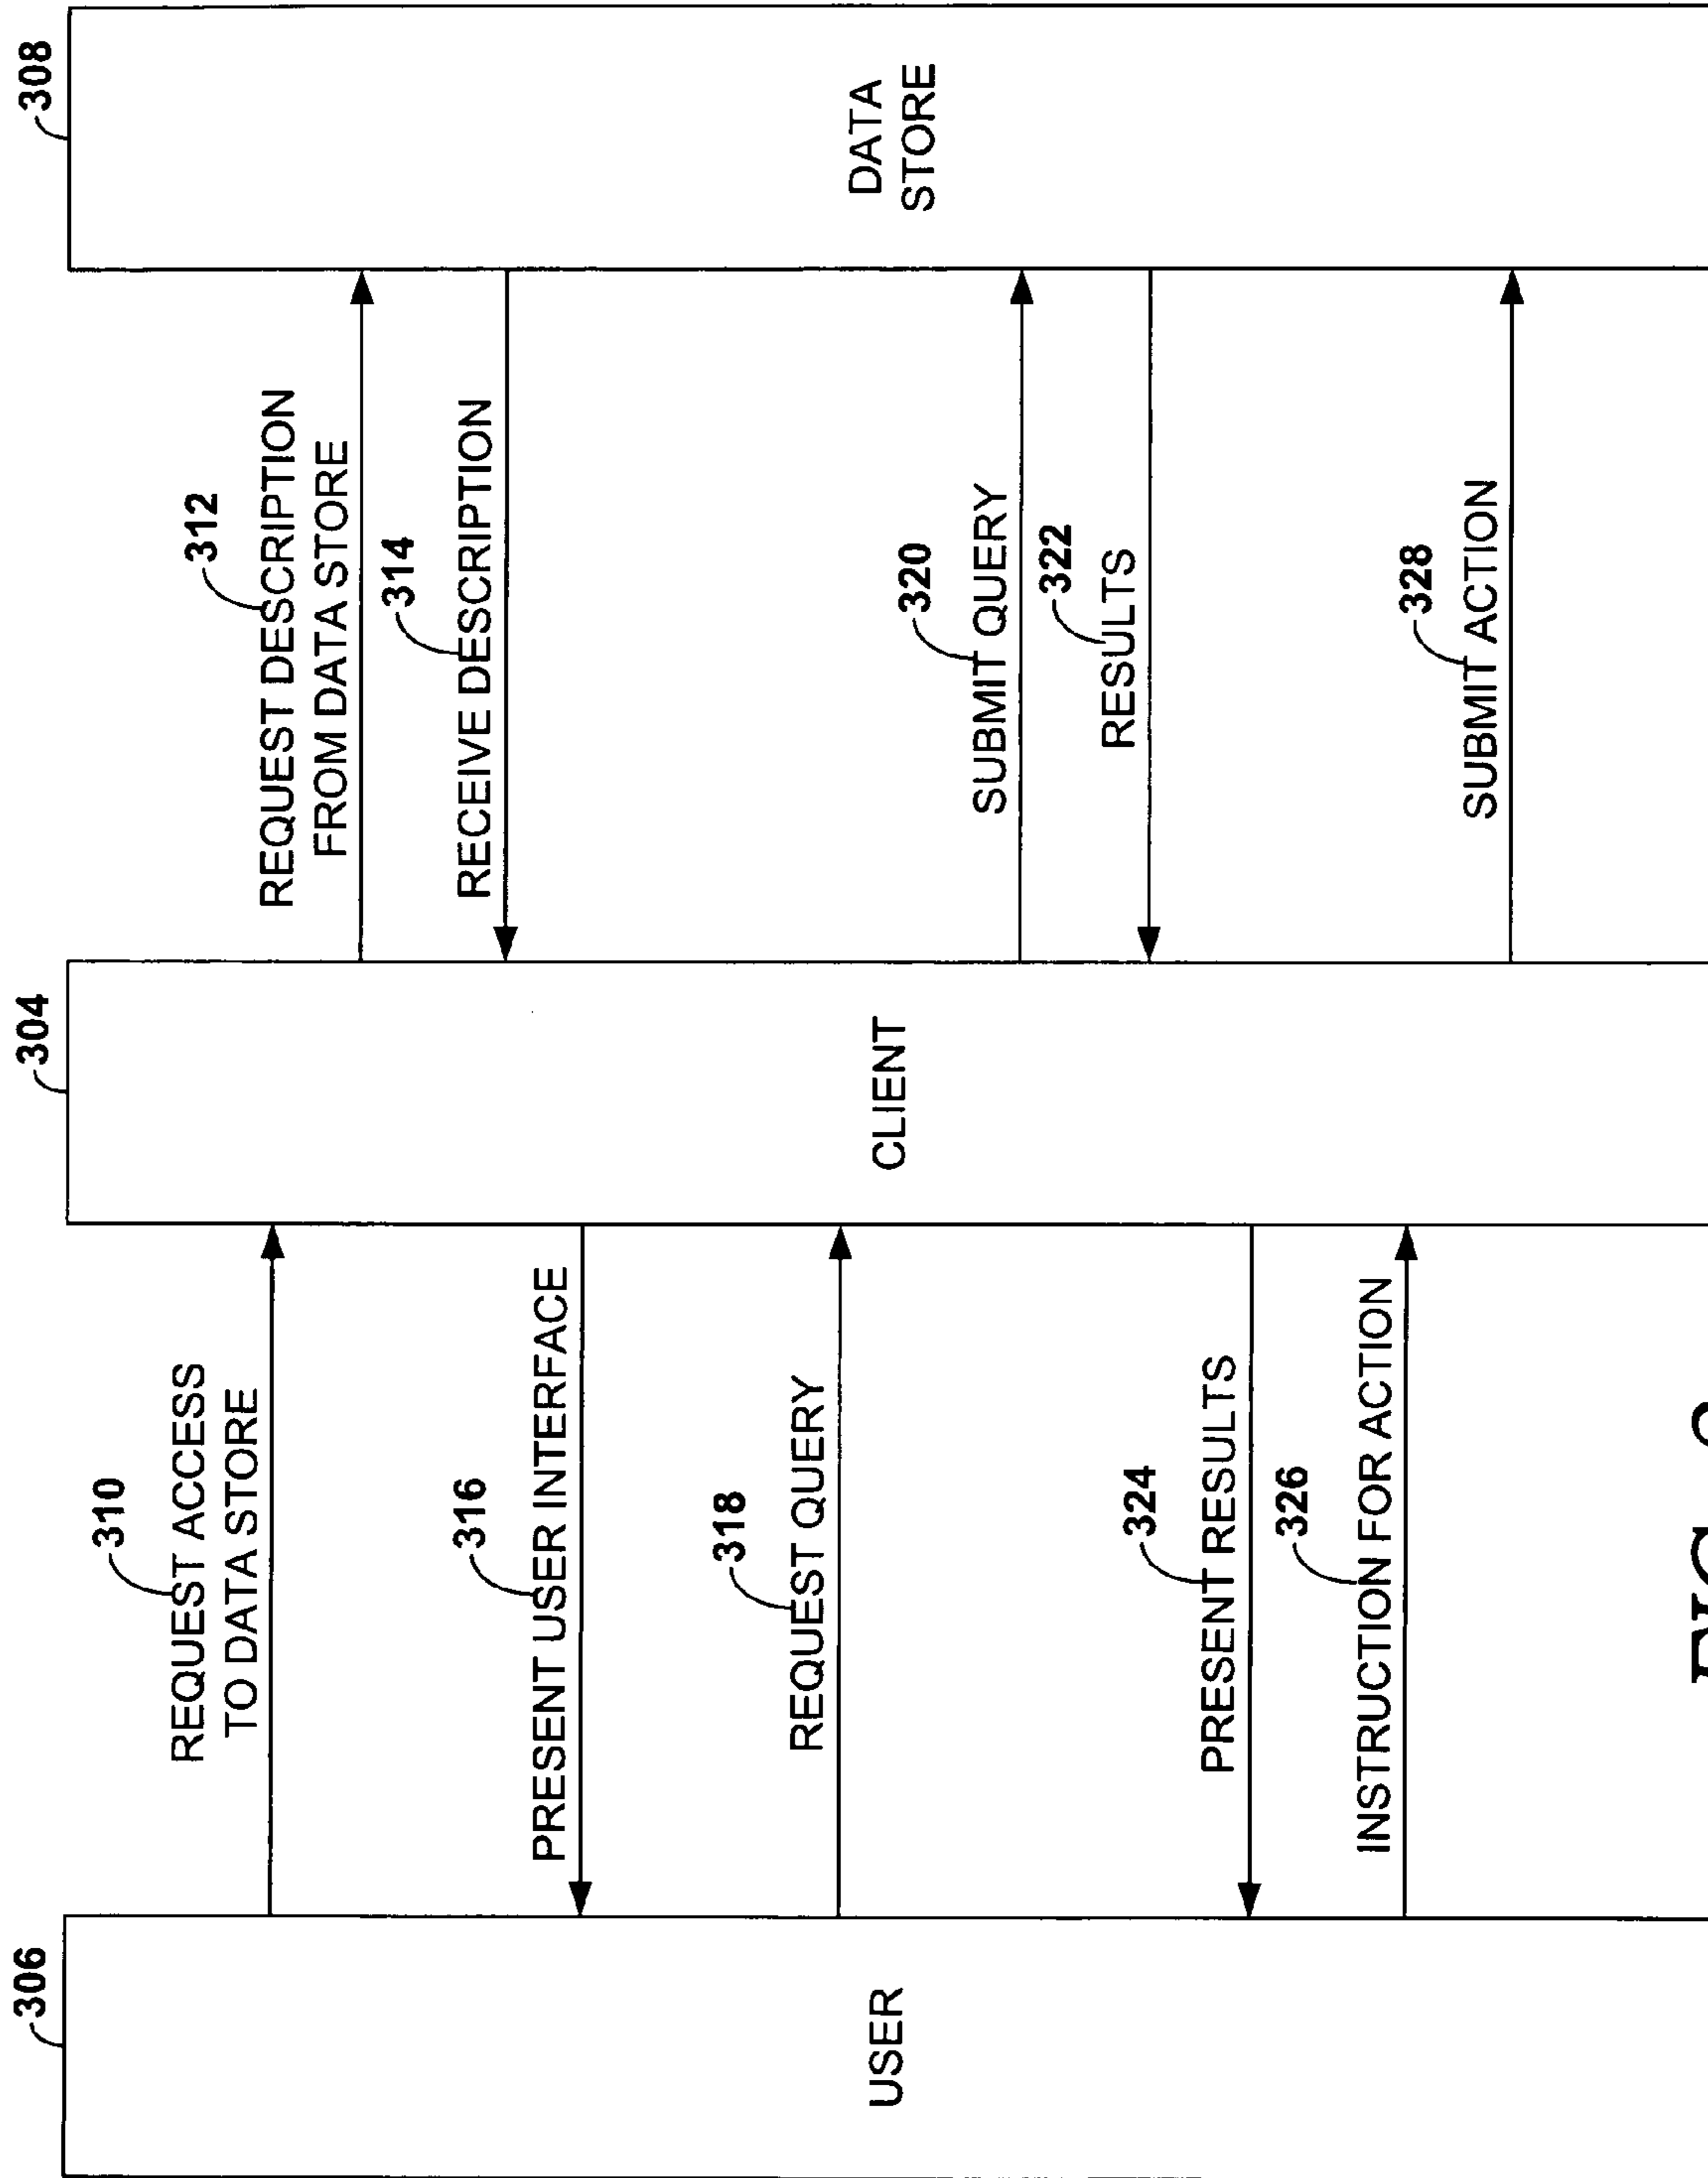 306
304
308
USER
CLIENT
DATA
STORE
310
REQUEST ACCESS
TO DATA STORE
312
REQUEST DESCRIPTION
FROM DATA STORE
314
RECEIVE DESCRIPTION
316
PRESENT USER INTERFACE
318
REQUEST QUERY
320
SUBMIT QUERY
322
RESULTS
324
PRESENT RESULTS
326
INSTRUCTION FOR ACTION
328
SUBMIT ACTION